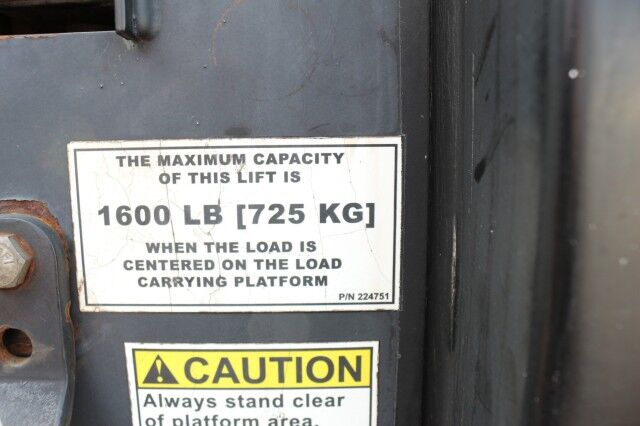 THE MAXIMUM CAPACITY
OF THIS LIFT IS
1600 LB [725 KG]
WHEN THE LOAD IS
CENTERED ON THE LOAD
CARRYING PLATFORM
P/N 224751
CAUTION
Always stand clear
of platform area.